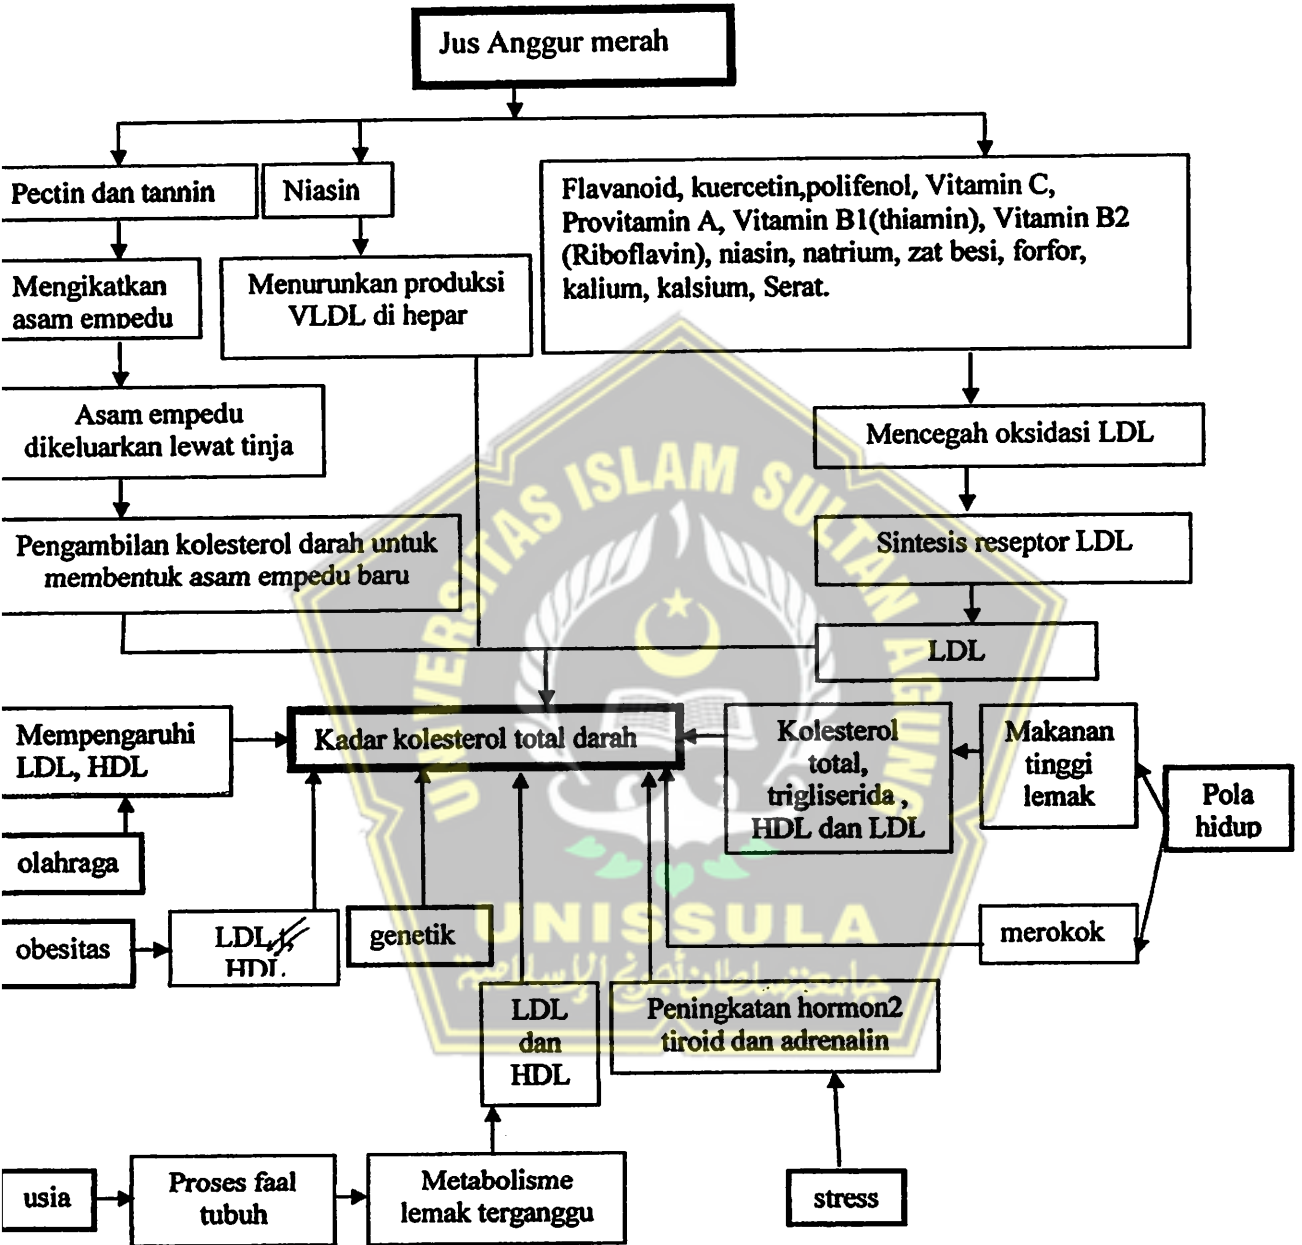 Jus Anggur merah
Pectin dan tannin
Niasin
Flavanoid, kuercetin,polifenol, Vitamin C,
Provitamin A, Vitamin B1(thiamin), Vitamin B2
(Riboflavin), niasin, natrium, zat besi, forfor,
kalium, kalsium, Serat.
Mengikatkan
asam empedu
Menurunkan produksi
VLDL di hepar
Asam empedu
dikeluarkan lewat tinja
Mencegah oksidasi LDL
Pengambilan kolesterol darah untuk
membentuk asam empedu baru
Sintesis reseptor LDL
LDL
UNIVERSITAS ISLAM SULTAN AGUNG
Mempengaruhi
LDL, HDL
Kadar kolesterol total darah
Kolesterol
total,
trigliserida ,
HDL dan LDL
Makanan
tinggi
lemak
Pola
hidup
olahraga
obesitas
LDL
HDL
genetik
UNISSULA
merokok
جامعة سلطان أجونج الإسلامية
LDL
dan
HDL
Peningkatan hormon2
tiroid dan adrenalin
usia
Proses faal
tubuh
Metabolisme
lemak terganggu
stress